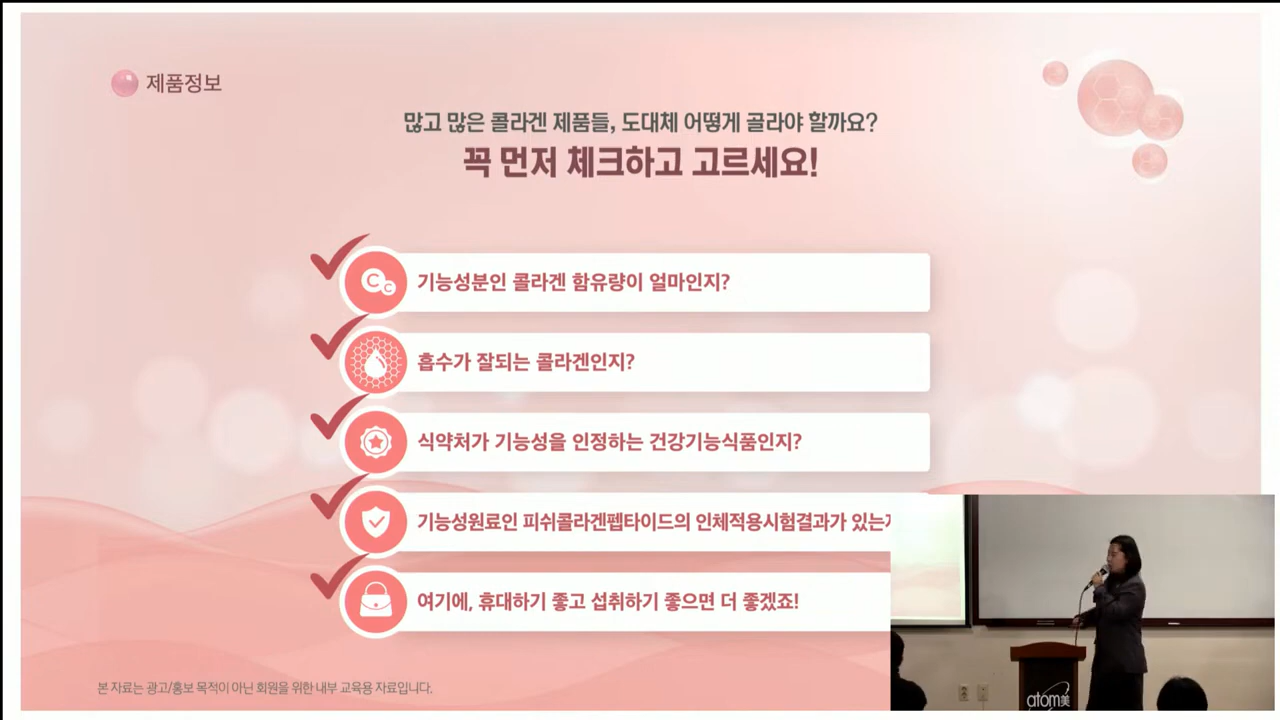 제품정보
많고 많은 콜라겐 제품들, 도대체 어떻게 골라야 할까요?
꼭 먼저 체크하고 고르세요!
기능성분인 콜라겐 함유량이 얼마인지?
흡수가 잘되는 콜라겐인지?
식약처가 기능성을 인정하는 건강기능식품인지?
기능성원료인 피쉬콜라겐펩타이드의 인체적용시험결과가 있는지
여기에, 휴대하기 좋고 섭취하기 좋으면 더 좋겠죠!
본 자료는 광고/홍보 목적이 아닌 회원을 위한 내부 교육용 자료입니다.
atom美